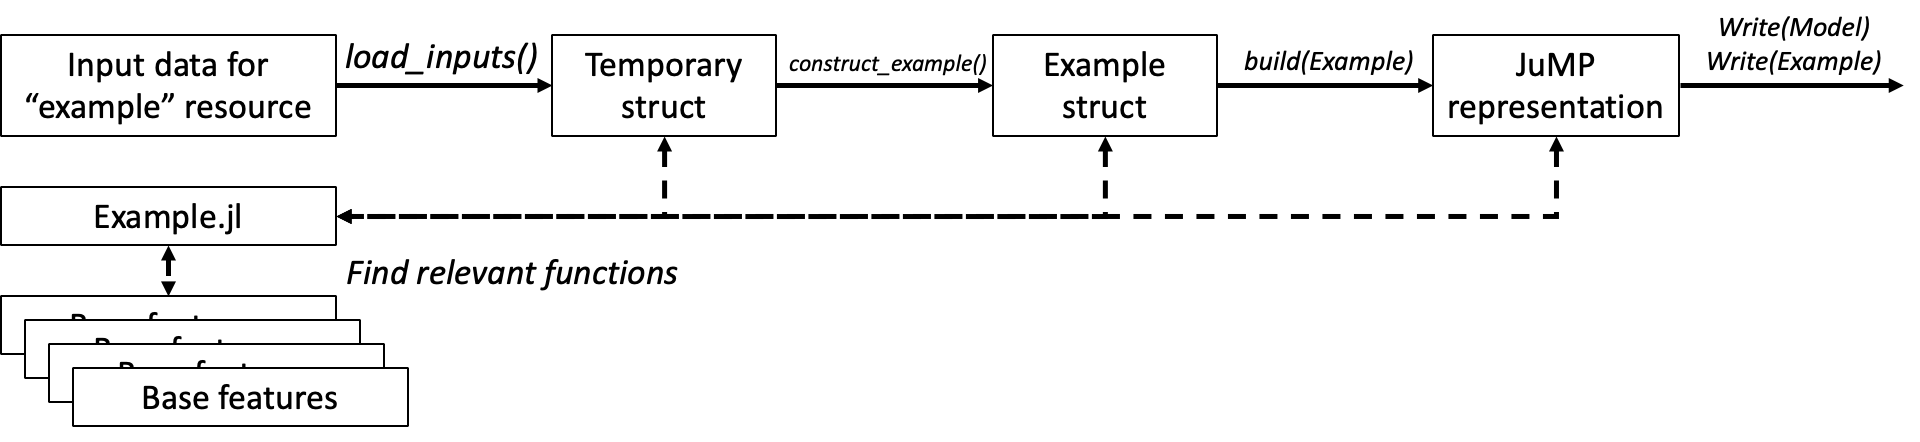 Input data for
“example” resource
load_inputs()
Temporary
struct
construct_example()
Example
struct
build(Example)
JuMP
representation
Write(Model)
Write(Example)
Example.jl
Find relevant functions
Base features